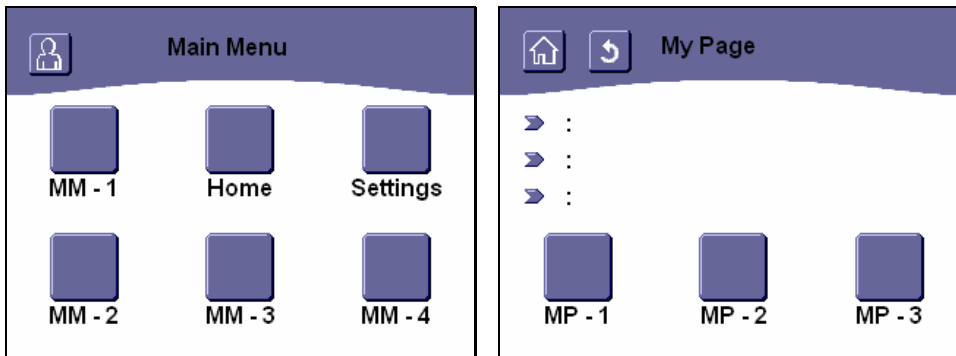 Main Menu
MM - 1
Home
Settings
MM - 2
MM - 3
MM - 4
My Page
:
:
:
MP - 1
MP - 2
MP - 3